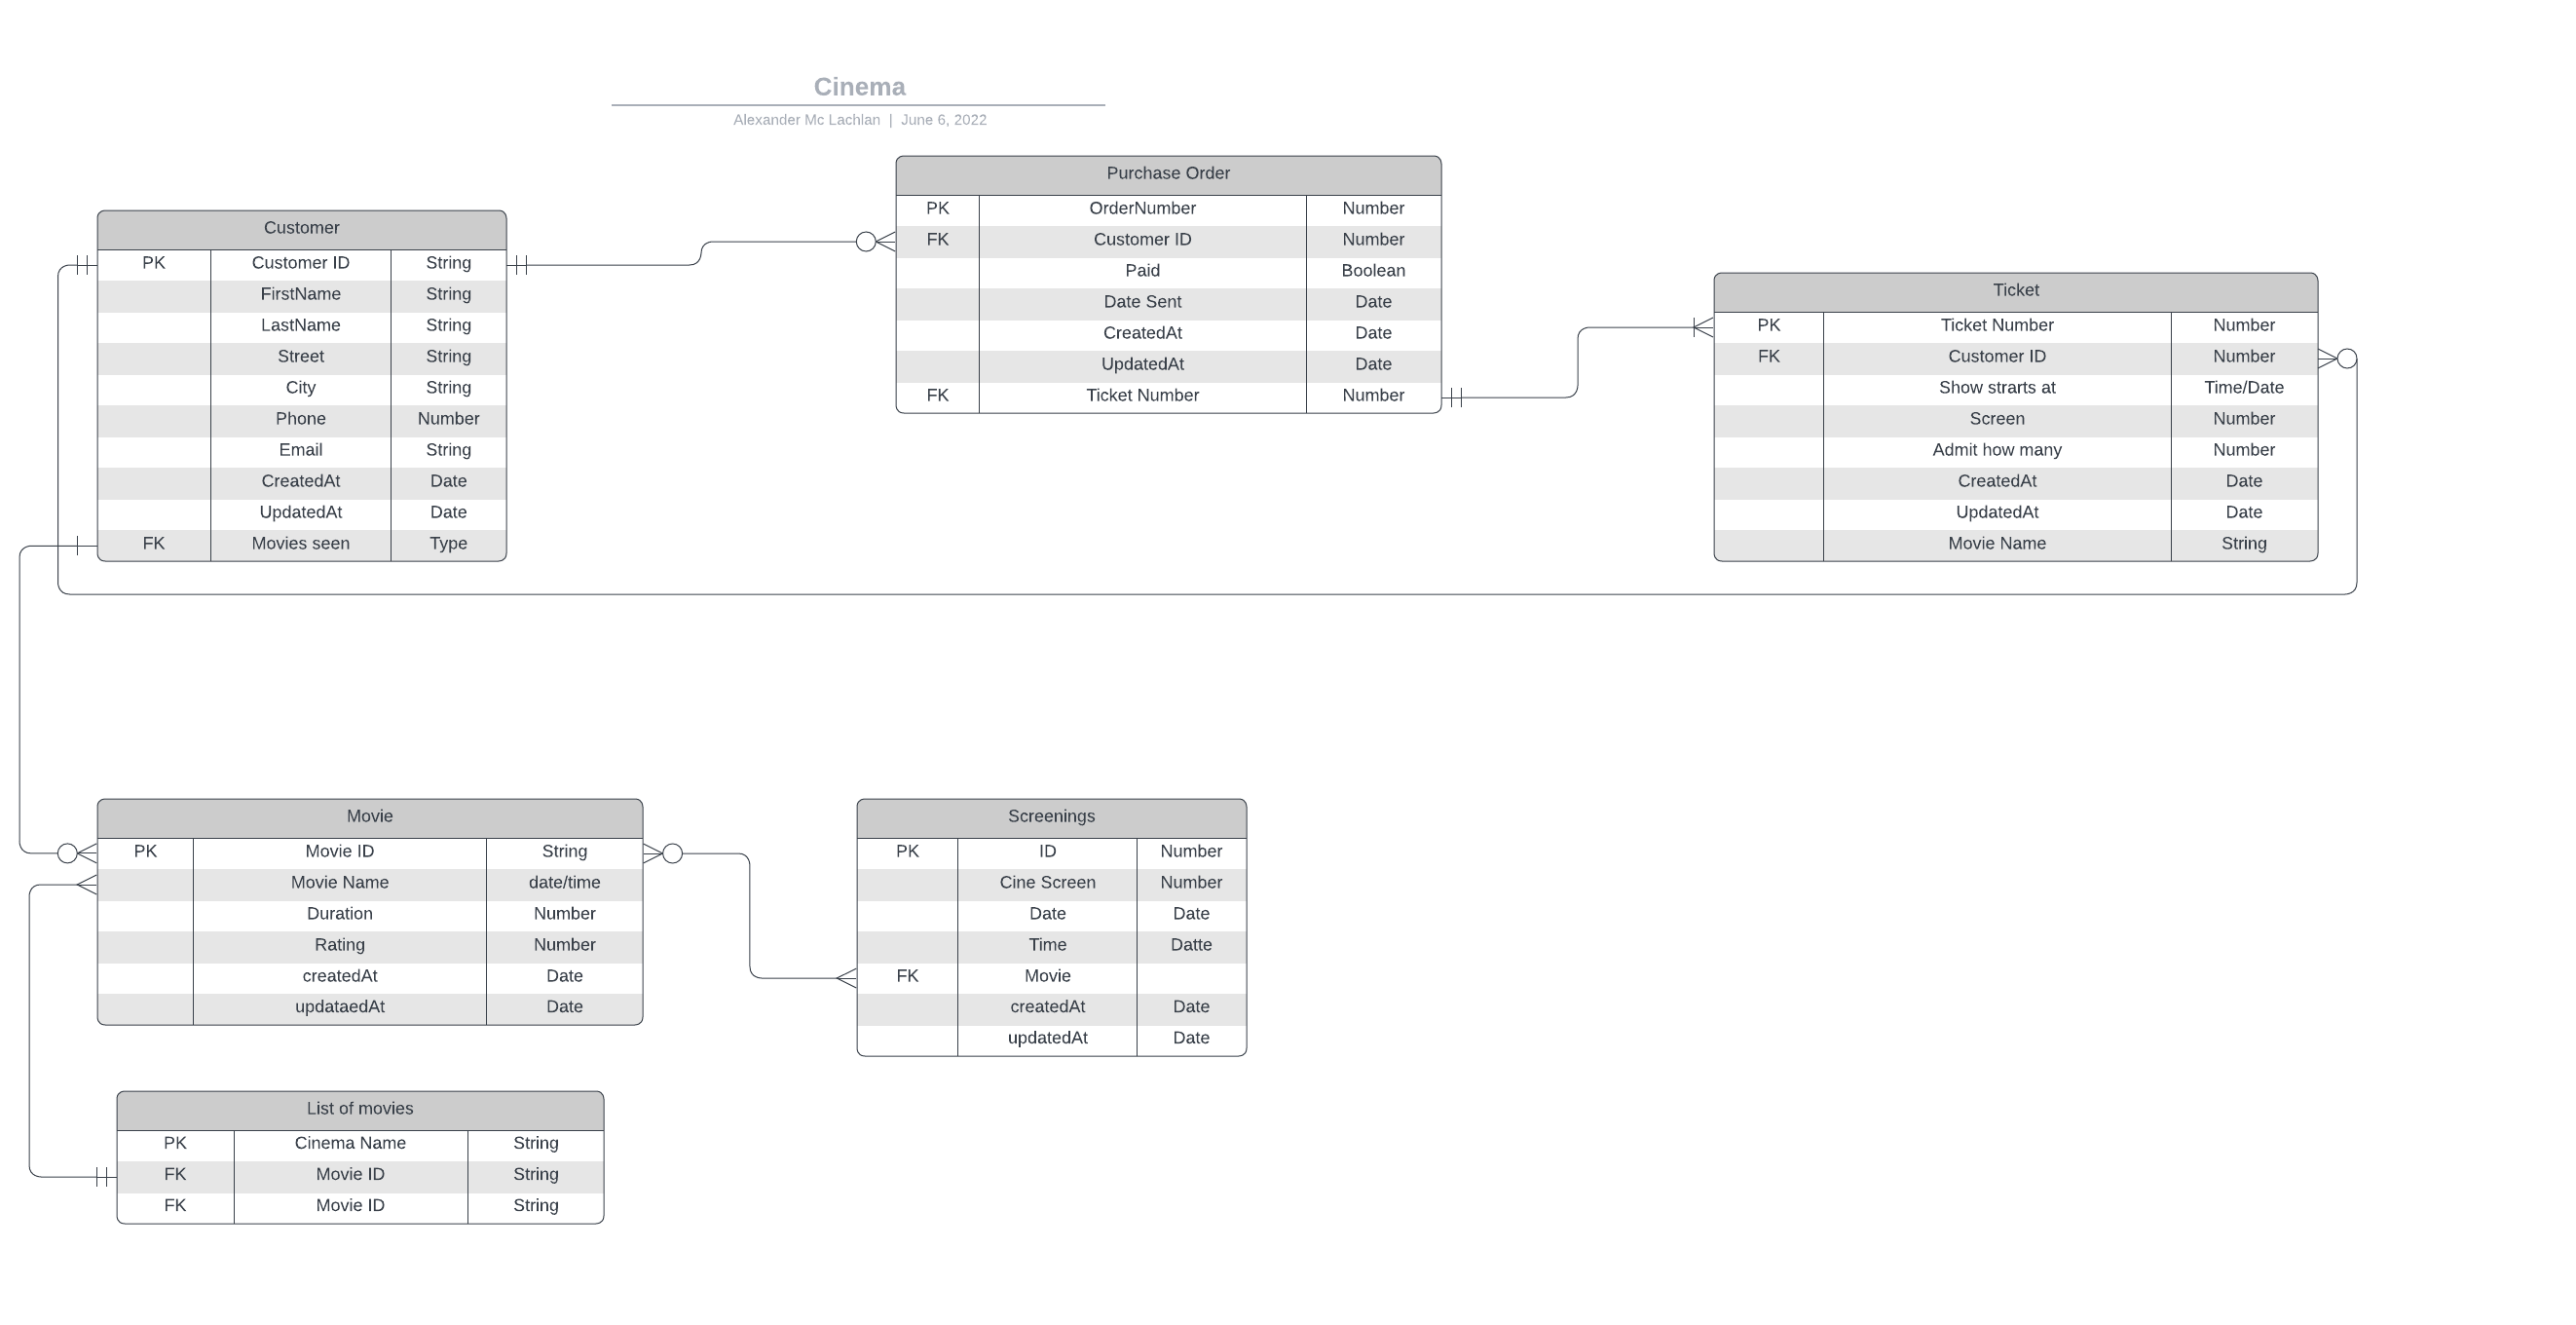 Cinema
Alexander Mc Lachlan | June 6, 2022
Purchase Order
PK OrderNumber Number
FK Customer ID Number
Paid Boolean
Date Sent Date
CreatedAt Date
UpdatedAt Date
FK Ticket Number Number
Customer
PK Customer ID String
FirstName String
LastName String
Street String
City String
Phone Number
Email String
CreatedAt Date
UpdatedAt Date
FK Movies seen Type
Ticket
PK Ticket Number Number
FK Customer ID Number
Show strarts at Time/Date
Screen Number
Admit how many Number
CreatedAt Date
UpdatedAt Date
Movie Name String
Movie
PK Movie ID String
Movie Name date/time
Duration Number
Rating Number
createdAt Date
updataedAt Date
Screenings
PK ID Number
Cine Screen Number
Date Date
Time Datte
FK Movie
createdAt Date
updatedAt Date
List of movies
PK Cinema Name String
FK Movie ID String
FK Movie ID String